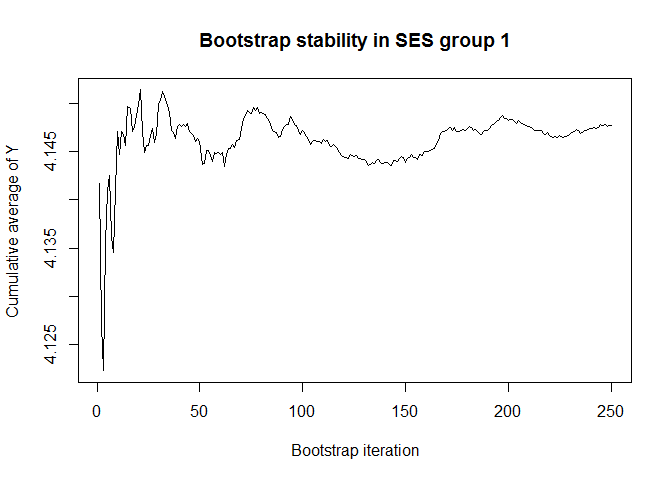 Bootstrap stability in SES group 1
Cumulative average of Y
4.145
4.135
4.125
0 50 100 150 200 250
Bootstrap iteration